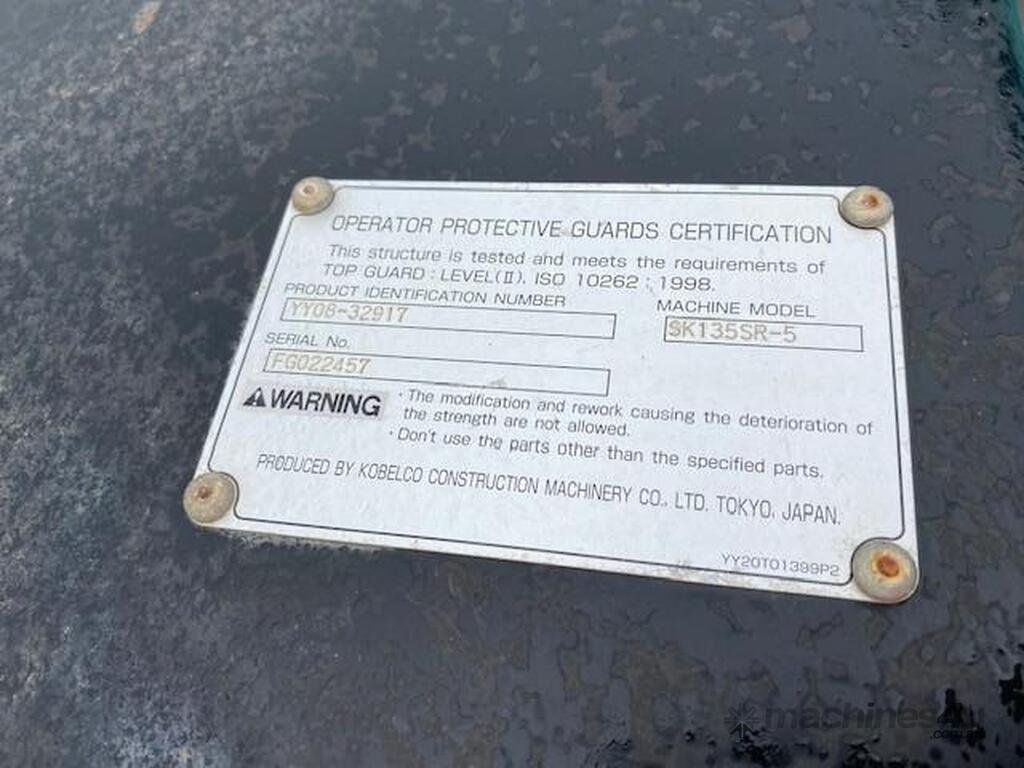 OPERATOR PROTECTIVE GUARDS CERTIFICATION
This structure is tested and meets the requirements of
TOP GUARD : LEVEL(Ⅱ), ISO 10262 : 1998.
PRODUCT IDENTIFICATION NUMBER
YY08-32917
MACHINE MODEL
SK135SR-5
SERIAL No.
FG022457
WARNING
· The modification and rework causing the deterioration of
the strength are not allowed.
· Don't use the parts other than the specified parts.
PRODUCED BY KOBELCO CONSTRUCTION MACHINERY CO., LTD. TOKYO, JAPAN.
YY20T01399P2
machines4u
.com.au